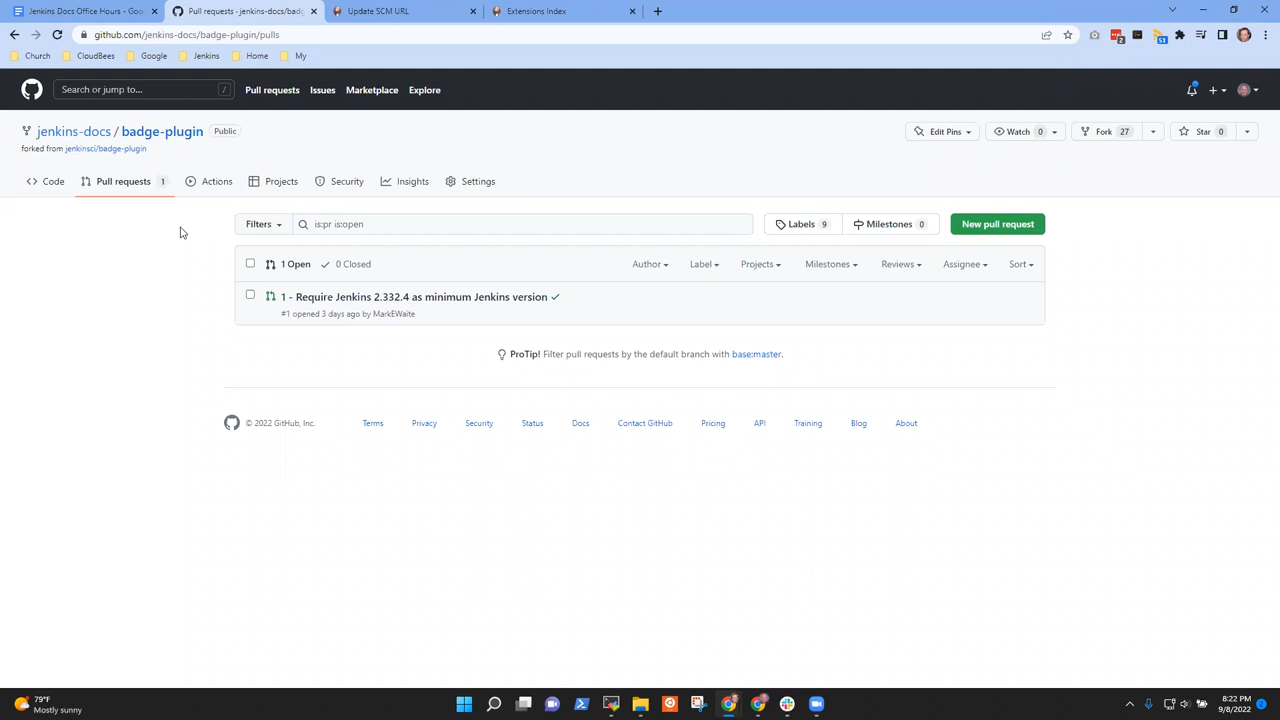 Jenkins Docs Office Hours - Goo
Pull requests · jenkins-docs/badg
Update SCM URL
Extensions Index
github.com/jenkins-docs/badge-plugin/pulls
2
51
Church
CloudBees
Google
Jenkins
Home
My
Search or jump to...
/
Pull requests
Issues
Marketplace
Explore
jenkins-docs / badge-plugin
Public
Edit Pins
Watch 0
Fork 27
Star 0
forked from jenkinsci/badge-plugin
Code
Pull requests 1
Actions
Projects
Security
Insights
Settings
Filters
is:pr is:open
Labels 9
Milestones 0
New pull request
1 Open
0 Closed
Author
Label
Projects
Milestones
Reviews
Assignee
Sort
1 - Require Jenkins 2.332.4 as minimum Jenkins version
#1 opened 3 days ago by MarkEWaite
ProTip! Filter pull requests by the default branch with base:master.
© 2022 GitHub, Inc.
Terms
Privacy
Security
Status
Docs
Contact GitHub
Pricing
API
Training
Blog
About
79°F
Mostly sunny
8:22 PM
9/8/2022
2